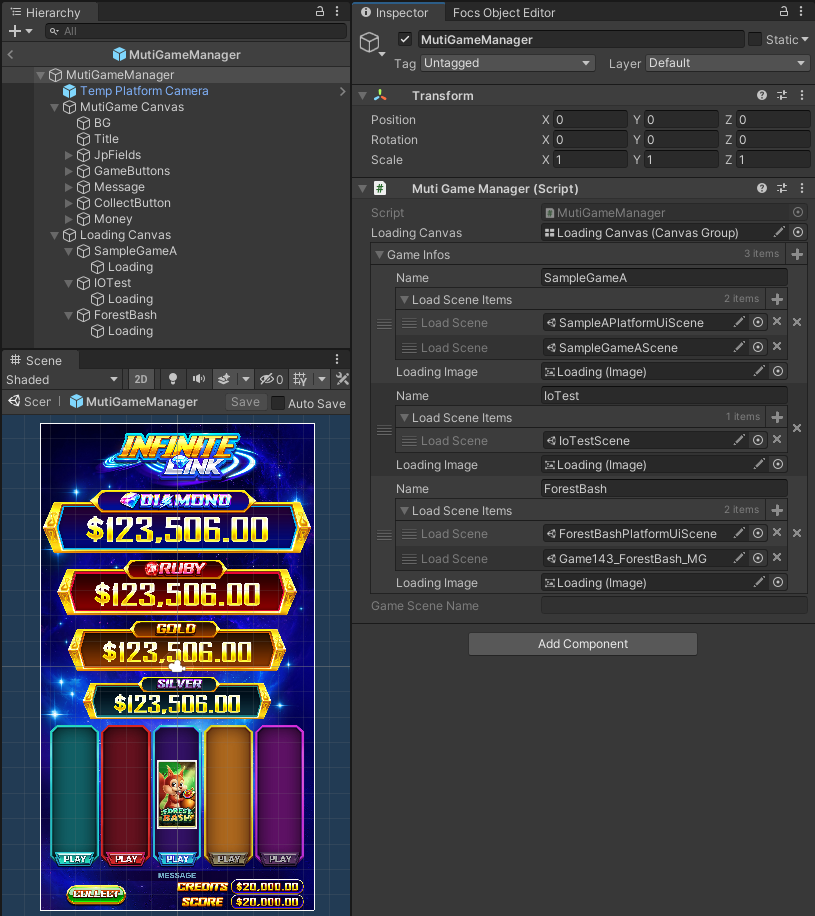 Hierarchy
All
MutiGameManager
MutiGameManager
Temp Platform Camera
MutiGame Canvas
BG
Title
JpFields
GameButtons
Message
CollectButton
Money
Loading Canvas
SampleGameA
Loading
IOTest
Loading
ForestBash
Loading
Scene
Shaded
2D
0
Scer
MutiGameManager
Save
Auto Save
INFINITE
LINK
DIAMOND
$123,506.00
RUBY
$123,506.00
GOLD
$123,506.00
SILVER
$123,506.00
FOREST
BASH
PLAY PLAY PLAY PLAY PLAY
MESSAGE
COLLECT
CREDITS $20,000.00
SCORE $20,000.00
Inspector Focs Object Editor
MutiGameManager Static
Tag Untagged Layer Default
Transform
Position X 0 Y 0 Z 0
Rotation X 0 Y 0 Z 0
Scale X 1 Y 1 Z 1
# Muti Game Manager (Script)
Script MutiGameManager
Loading Canvas Loading Canvas (Canvas Group)
Game Infos 3 items
Name SampleGameA
Load Scene Items 2 items
Load Scene SampleAPlatformUiScene
Load Scene SampleGameAScene
Loading Image Loading (Image)
Name IoTest
Load Scene Items 1 items
Load Scene IoTestScene
Loading Image Loading (Image)
Name ForestBash
Load Scene Items 2 items
Load Scene ForestBashPlatformUiScene
Load Scene Game143_ForestBash_MG
Loading Image Loading (Image)
Game Scene Name
Add Component